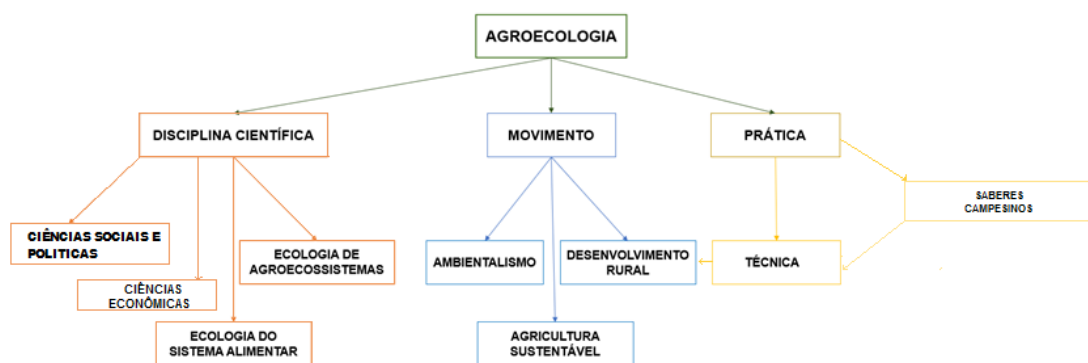 AGROECOLOGIA
DISCIPLINA CIENTÍFICA
MOVIMENTO
PRÁTICA
SABERES
CAMPESINOS
CIÊNCIAS SOCIAIS E
POLITICAS
CIÊNCIAS
ECONÔMICAS
ECOLOGIA DO
SISTEMA ALIMENTAR
ECOLOGIA DE
AGROECOSSISTEMAS
AMBIENTALISMO
AGRICULTURA
SUSTENTÁVEL
DESENVOLVIMENTO
RURAL
TÉCNICA